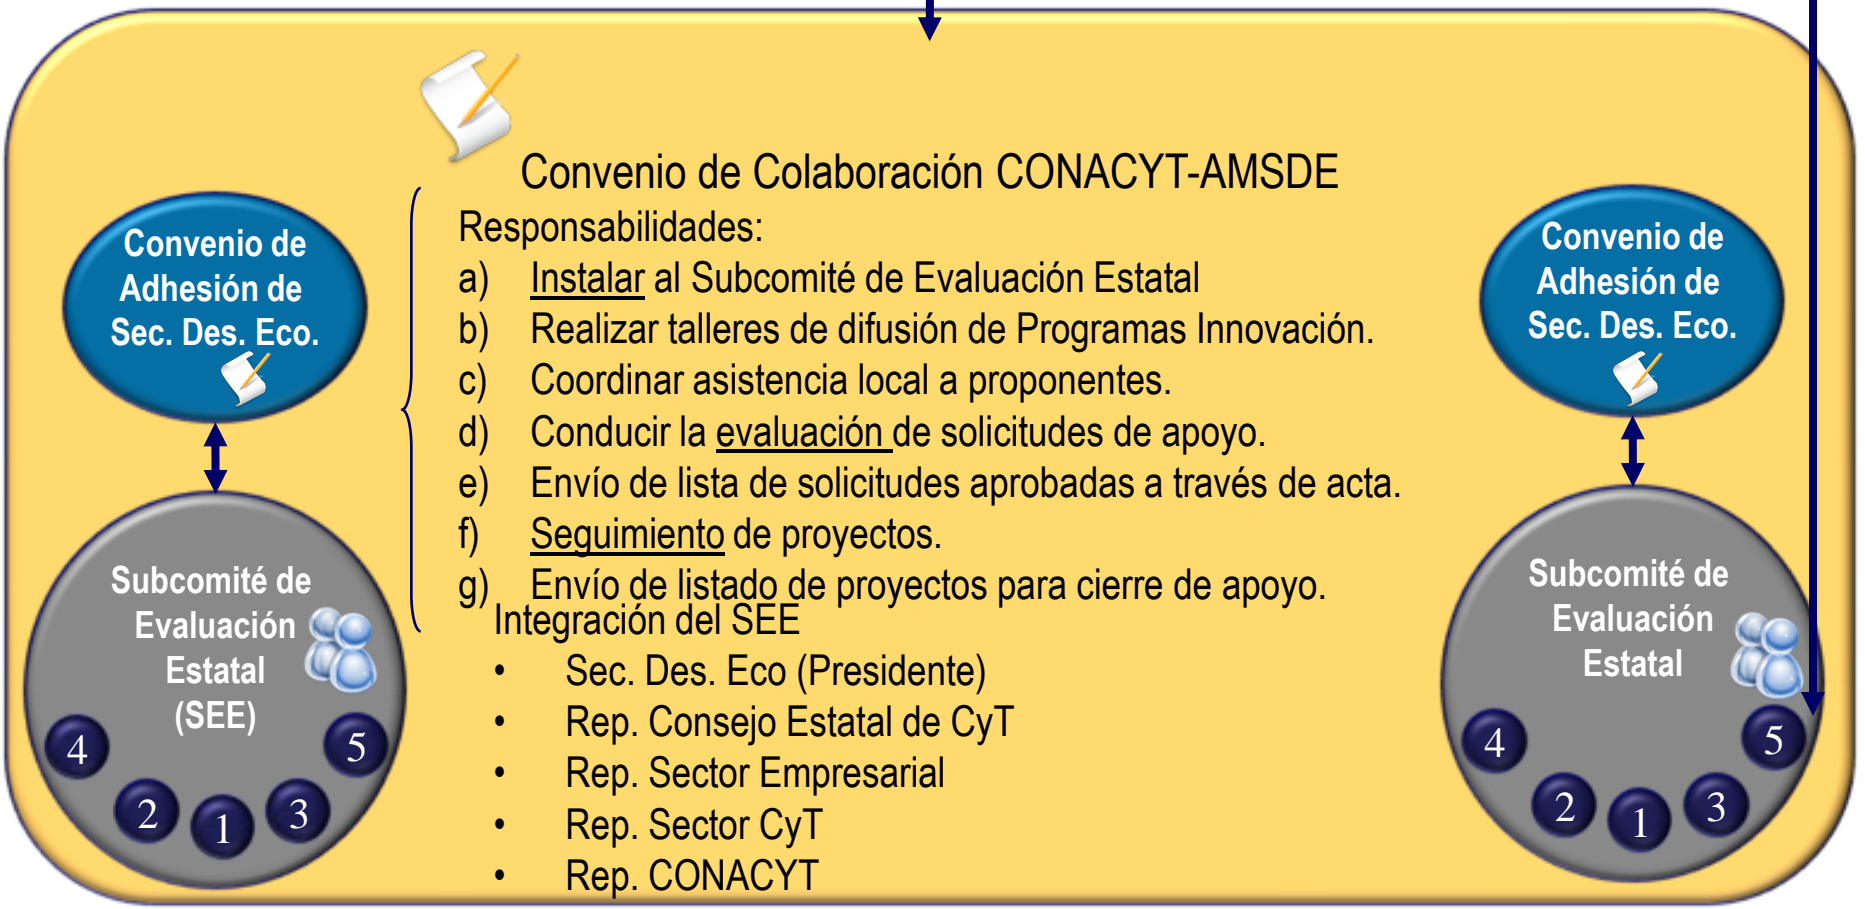 Convenio de Colaboración CONACYT-AMSDE
Responsabilidades:
a) Instalar al Subcomité de Evaluación Estatal
b) Realizar talleres de difusión de Programas Innovación.
c) Coordinar asistencia local a proponentes.
d) Conducir la evaluación de solicitudes de apoyo.
e) Envío de lista de solicitudes aprobadas a través de acta.
f) Seguimiento de proyectos.
g) Envío de listado de proyectos para cierre de apoyo.
Integración del SEE
• Sec. Des. Eco (Presidente)
• Rep. Consejo Estatal de CyT
• Rep. Sector Empresarial
• Rep. Sector CyT
• Rep. CONACYT
Convenio de
Adhesión de
Sec. Des. Eco.
Subcomité de
Evaluación
Estatal
(SEE)
4
2
1
3
5
Convenio de
Adhesión de
Sec. Des. Eco.
Subcomité de
Evaluación
Estatal
4
2
1
3
5